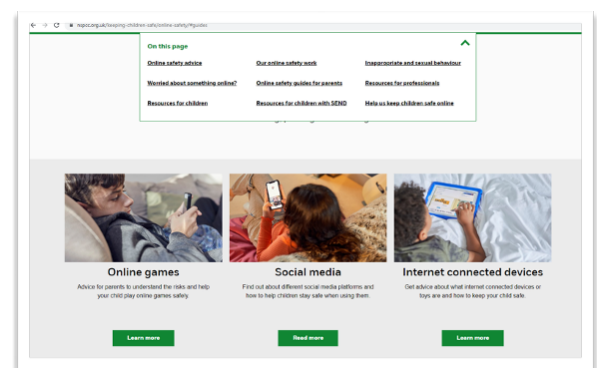 nspcc.org.uk/keeping-children-safe/online-safety/#guides
On this page
Online safety advice
Our online safety work
Inappropriate and sexual behaviour
Worried about something online?
Online safety guides for parents
Resources for professionals
Resources for children
Resources for children with SEND
Help us keep children safe online
Online games
Social media
Internet connected devices
Advice for parents to understand the risks and help
your child play online games safely.
Find out about different social media platforms and
how to help children stay safe when using them.
Get advice about what internet connected devices or
toys are and how to keep your child safe.
Learn more
Read more
Learn more